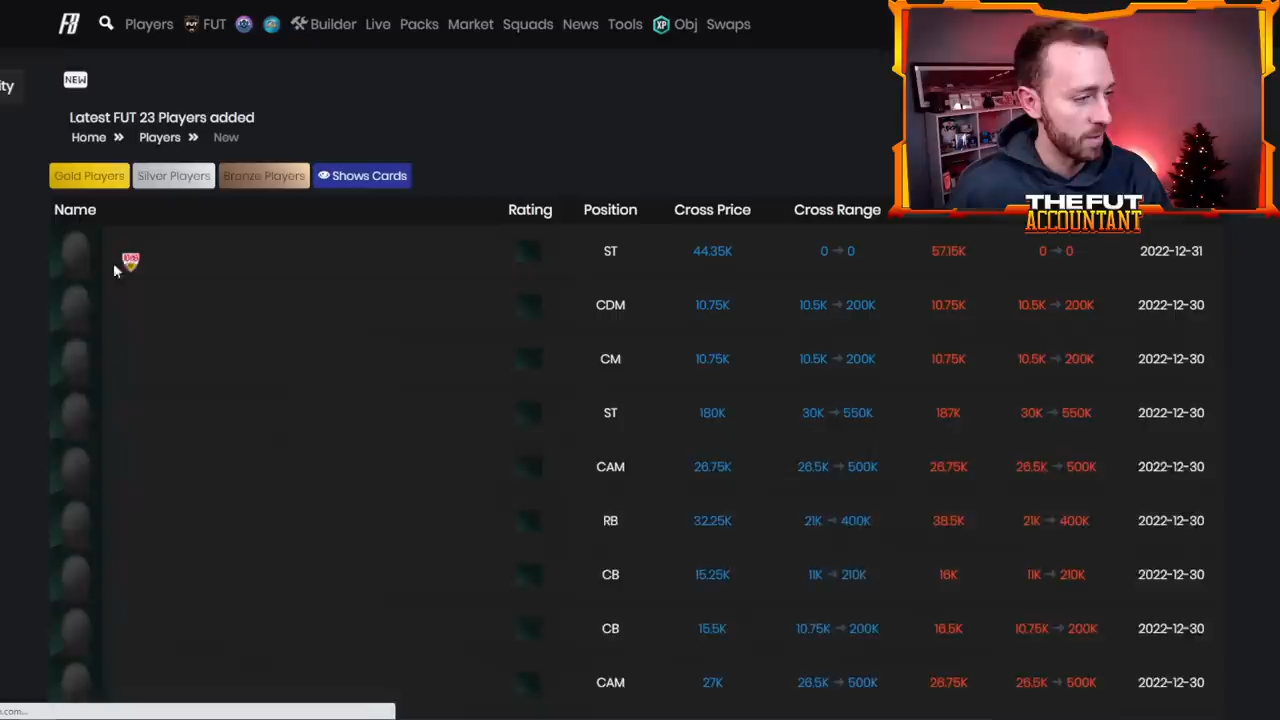 FB Players FUT Builder Live Packs Market Squads News Tools XP Obj Swaps
ity
NEW
Latest FUT 23 Players added
Home » Players » New
Gold Players Silver Players Bronze Players Shows Cards
Name Rating Position Cross Price Cross Range
ST 44.35K 0 → 0 57.15K 0 → 0 2022-12-31
CDM 10.75K 10.5K → 200K 10.75K 10.5K → 200K 2022-12-30
CM 10.75K 10.5K → 200K 10.75K 10.5K → 200K 2022-12-30
ST 180K 30K → 550K 187K 30K → 550K 2022-12-30
CAM 26.75K 26.5K → 500K 26.75K 26.5K → 500K 2022-12-30
RB 32.25K 21K → 400K 38.5K 21K → 400K 2022-12-30
CB 15.25K 11K → 210K 16K 11K → 210K 2022-12-30
CB 15.5K 10.75K → 200K 16.5K 10.75K → 200K 2022-12-30
CAM 27K 26.5K → 500K 26.75K 26.5K → 500K 2022-12-30
THE FUT
ACCOUNTANT
.com...